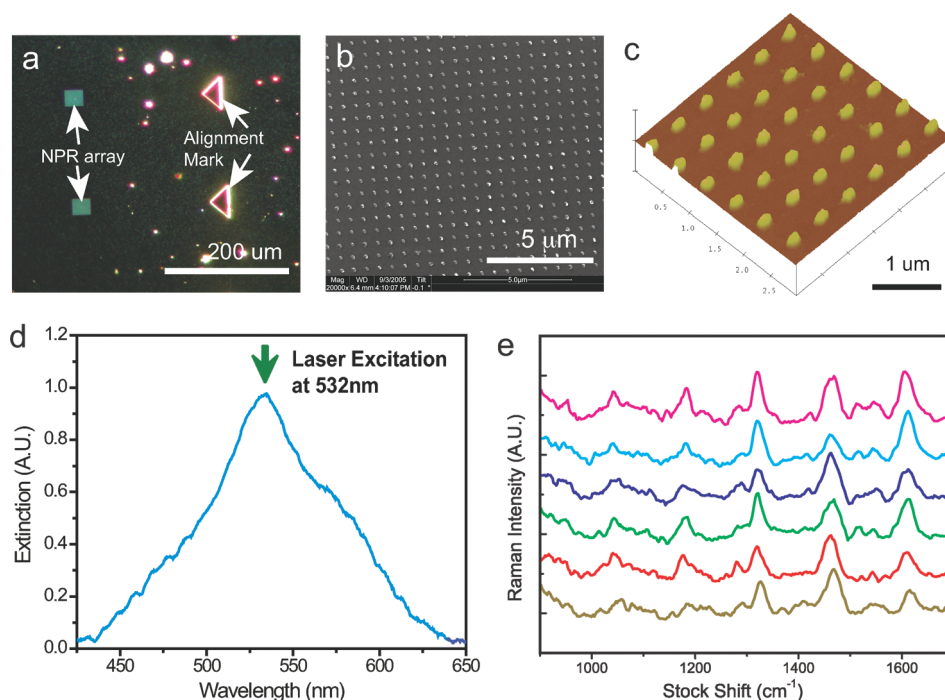 a
NPR array
Alignment
Mark
200 um
b
5 μm
Mag WD 9/3/2005 Tilt
20000x 6.4 mm 4:10:07 PM -0.1 ° 5.0μm
c
0.5
1.0
1.5
2.0
2.5
1 um
d
Laser Excitation
at 532nm
Extinction (A.U.)
1.2
1.0
0.8
0.6
0.4
0.2
0.0
450 500 550 600 650
Wavelength (nm)
e
Raman Intensity (A.U.)
1000 1200 1400 1600
Stock Shift (cm-1)